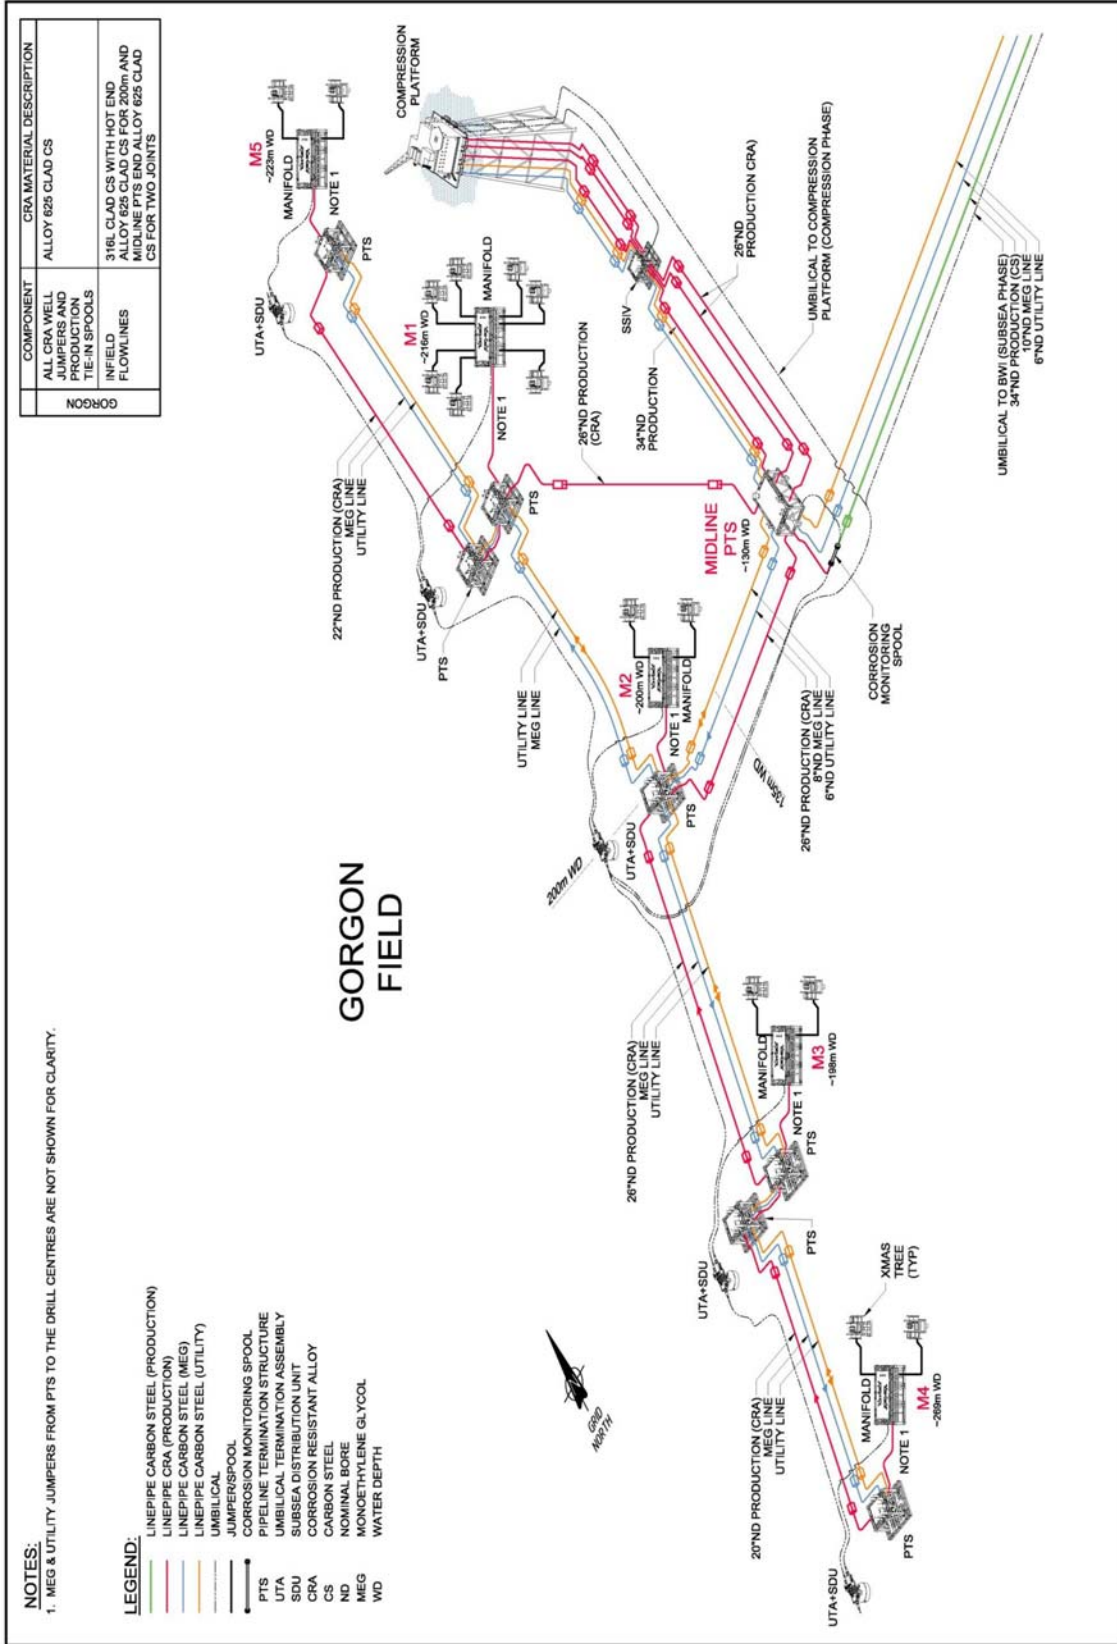 NOTES:
1. MEG & UTILITY JUMPERS FROM PTS TO THE DRILL CENTRES ARE NOT SHOWN FOR CLARITY.
LEGEND:
LINEPIPE CARBON STEEL (PRODUCTION)
LINEPIPE CRA (PRODUCTION)
LINEPIPE CARBON STEEL (MEG)
LINEPIPE CARBON STEEL (UTILITY)
UMBILICAL
JUMPER/SPOOL
CORROSION MONITORING SPOOL
PTS PIPELINE TERMINATION STRUCTURE
UTA UMBILICAL TERMINATION ASSEMBLY
SDU SUBSEA DISTRIBUTION UNIT
CRA CORROSION RESISTANT ALLOY
CS CARBON STEEL
ND NOMINAL BORE
MEG MONOETHYLENE GLYCOL
WD WATER DEPTH
COMPONENT CRA MATERIAL DESCRIPTION
GORGON
ALL CRA WELL
JUMPERS AND
PRODUCTION
TIE-IN SPOOLS
ALLOY 625 CLAD CS
INFIELD
FLOWLINES
316L CLAD CS WITH HOT END
ALLOY 625 CLAD CS FOR 200m AND
MIDLINE PTS END ALLOY 625 CLAD
CS FOR TWO JOINTS
GORGON
FIELD
GRID
NORTH
UTA+SDU
PTS
20"ND PRODUCTION (CRA)
MEG LINE
UTILITY LINE
NOTE 1
MANIFOLD
M4
~269m WD
XMAS
TREE
(TYP)
UTA+SDU
PTS
PTS
NOTE 1
MANIFOLD
M3
~198m WD
26"ND PRODUCTION (CRA)
MEG LINE
UTILITY LINE
200m WD
UTA+SDU
PTS
NOTE 1
MANIFOLD
M2
~200m WD
135m WD
26"ND PRODUCTION (CRA)
8"ND MEG LINE
6"ND UTILITY LINE
UTILITY LINE
MEG LINE
CORROSION
MONITORING
SPOOL
MIDLINE
PTS
~130m WD
UTA+SDU
PTS
PTS
22"ND PRODUCTION (CRA)
MEG LINE
UTILITY LINE
NOTE 1
M1
~216m WD
MANIFOLD
26"ND PRODUCTION
(CRA)
34"ND
PRODUCTION
SSIV
26"ND
PRODUCTION CRA)
UTA+SDU
PTS
NOTE 1
MANIFOLD
M5
~223m WD
COMPRESSION
PLATFORM
UMBILICAL TO COMPRESSION
PLATFORM (COMPRESSION PHASE)
UMBILICAL TO BWI (SUBSEA PHASE)
34"ND PRODUCTION (CS)
10"ND MEG LINE
6"ND UTILITY LINE